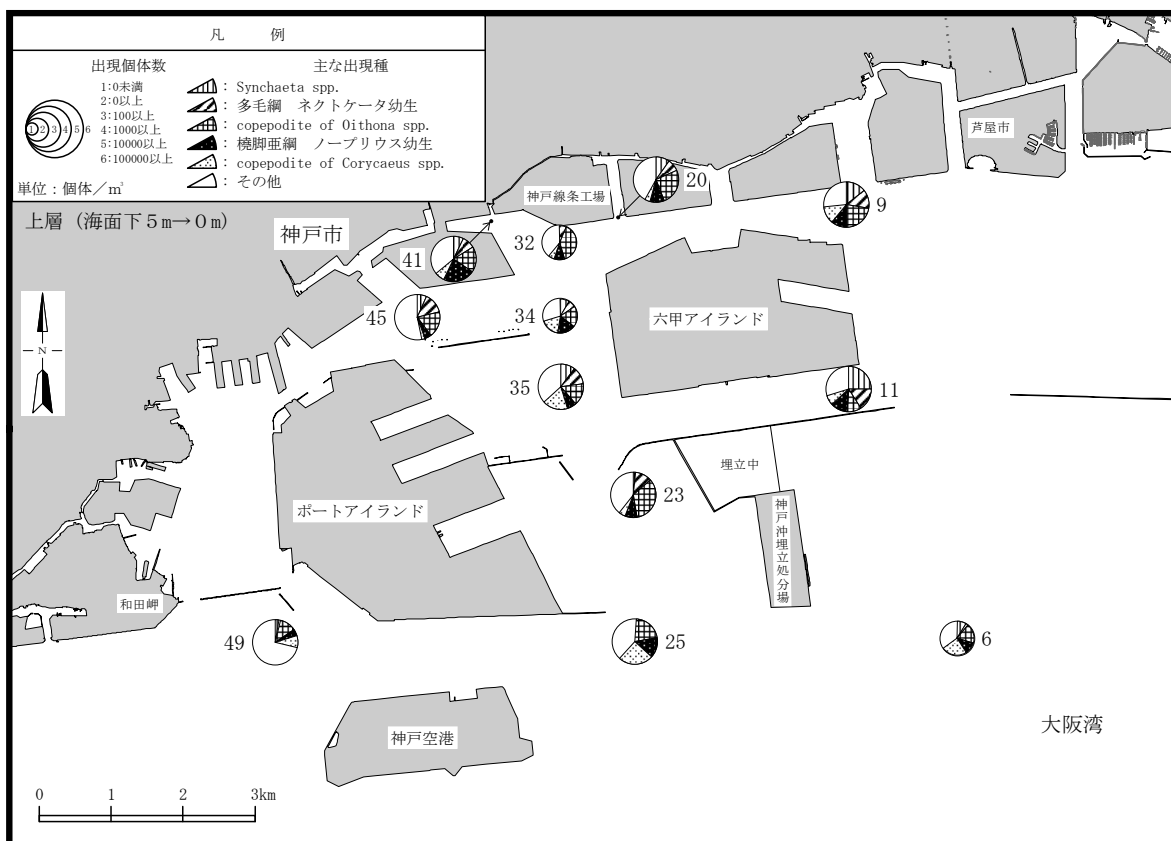 凡 例
出現個体数
1:0未満
2:0以上
3:100以上
4:1000以上
5:10000以上
6:100000以上
1 2 3 4 5 6
単位:個体/㎥
主な出現種
: Synchaeta spp.
: 多毛綱 ネクトケータ幼生
: copepodite of Oithona spp.
: 橈脚亜綱 ノープリウス幼生
: copepodite of Corycaeus spp.
: その他
上層(海面下5m→0m)
芦屋市
神戸線条工場
20
9
神戸市
32
41
N
45
34
六甲アイランド
35
11
埋立中
23
ポートアイランド
神戸沖埋立処分場
和田岬
49
25
6
大阪湾
神戸空港
0 1 2 3km